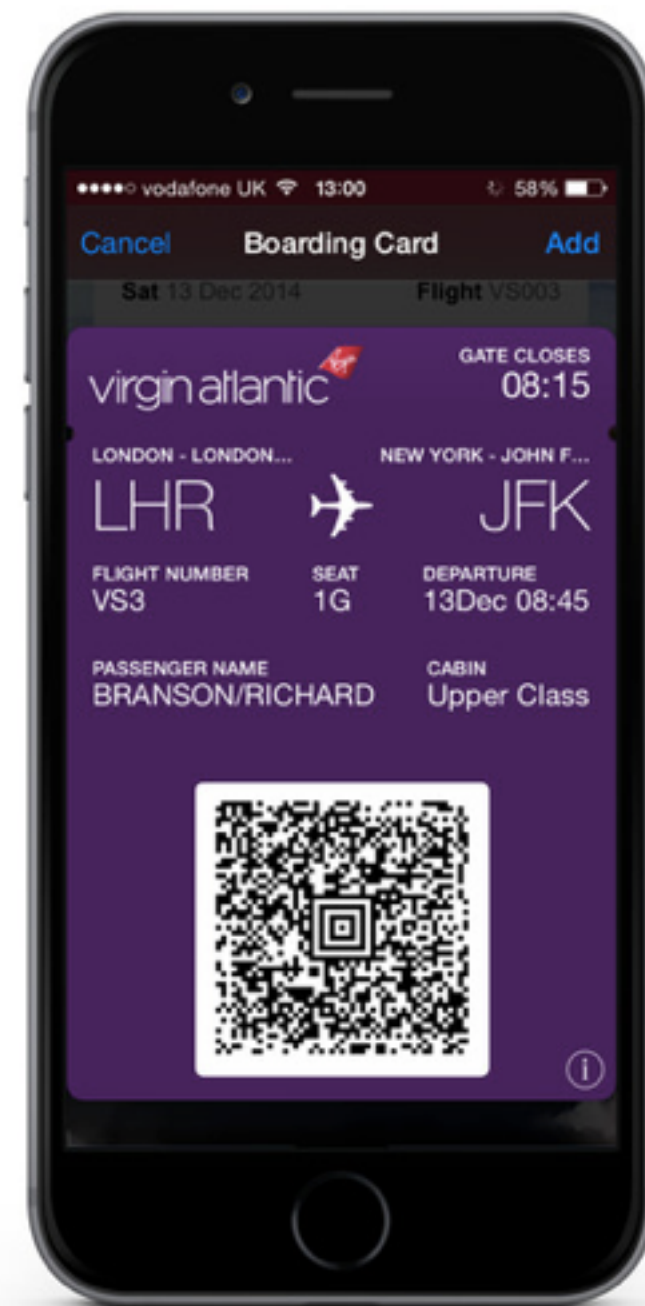 vodafone UK 13:00 58%
Cancel Boarding Card Add
Sat 13 Dec 2014 Flight VS003
virgin atlantic GATE CLOSES
08:15
LONDON - LONDON... NEW YORK - JOHN F...
LHR JFK
FLIGHT NUMBER SEAT DEPARTURE
VS3 1G 13Dec 08:45
PASSENGER NAME CABIN
BRANSON/RICHARD Upper Class